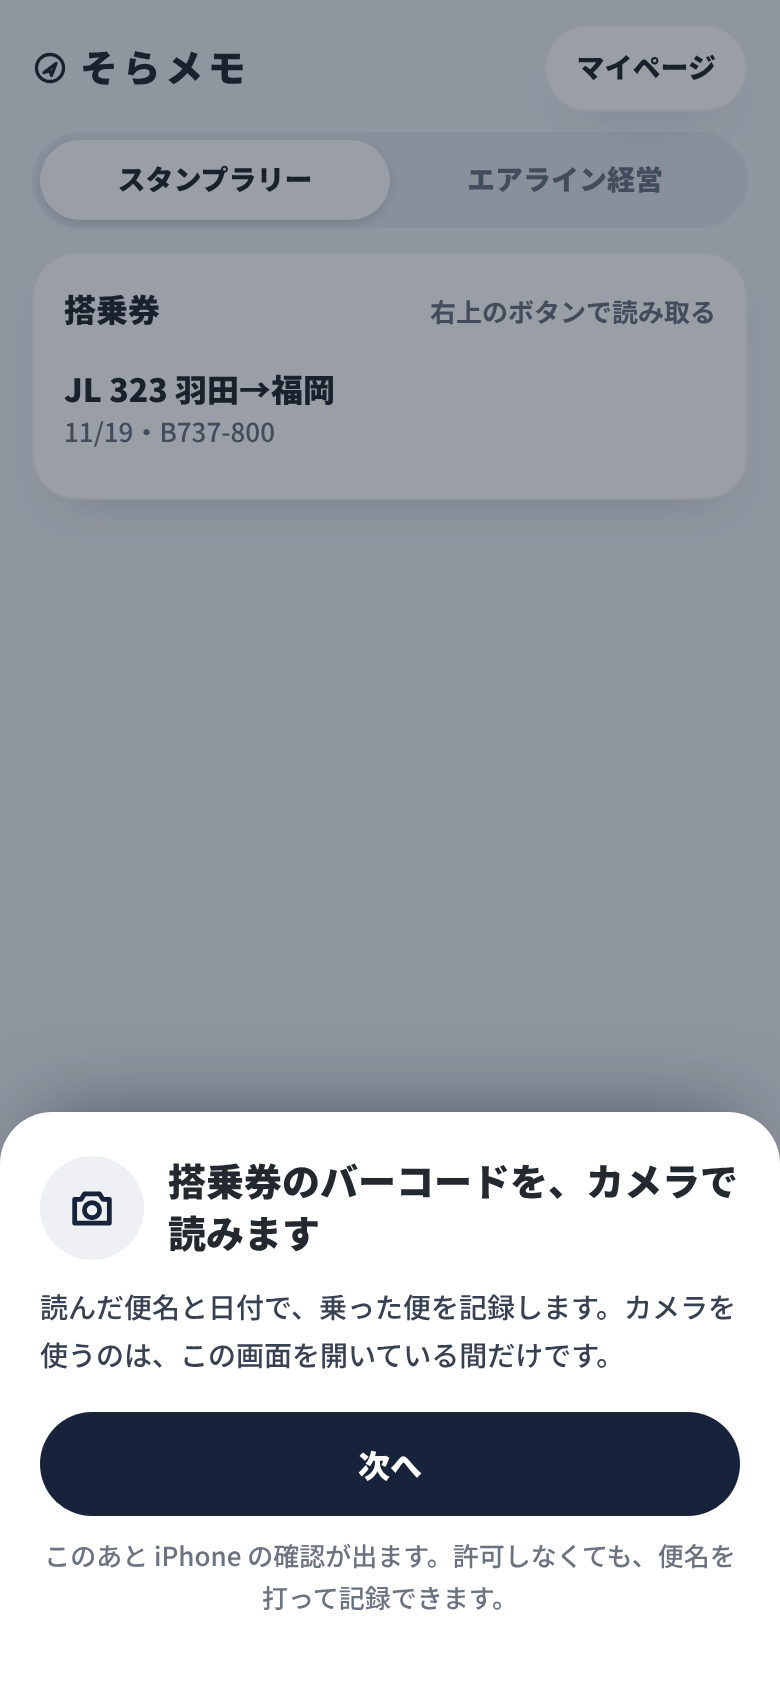 そらメモ
マイページ
スタンプラリー
エアライン経営
搭乗券
右上のボタンで読み取る
JL 323 羽田→福岡
11/19・B737-800
搭乗券のバーコードを、カメラで
読みます
読んだ便名と日付で、乗った便を記録します。カメラを
使うのは、この画面を開いている間だけです。
次へ
このあと iPhone の確認が出ます。許可しなくても、便名を
打って記録できます。